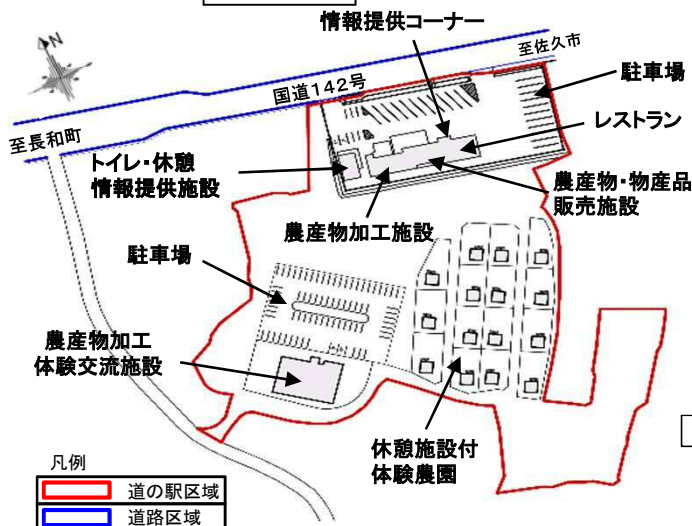 情報提供コーナー
N
至佐久市
国道142号
駐車場
至長和町
レストラン
トイレ・休憩
情報提供施設
農産物・物産品
販売施設
農産物加工施設
駐車場
農産物加工
体験交流施設
休憩施設付
体験農園
凡例
道の駅区域
道路区域